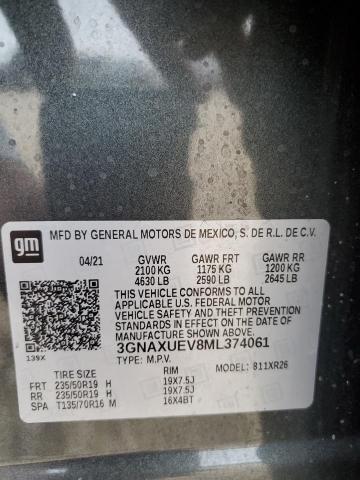 gm
MFD BY GENERAL MOTORS DE MEXICO, S. DE R.L. DE C.V.
04/21 GVWR GAWR FRT GAWR RR
2100 KG 1175 KG 1200 KG
4630 LB 2590 LB 2645 LB
THIS VEHICLE CONFORMS TO ALL
APPLICABLE U.S. FEDERAL MOTOR
VEHICLE SAFETY AND THEFT PREVENTION
STANDARDS IN EFFECT ON THE DATE OF
MANUFACTURE SHOWN ABOVE.
3GNAXUEV8ML374061
139X
TYPE: M.P.V. MODEL: 811XR26
TIRE SIZE RIM
FRT 235/50R19 H 19X7.5J
RR 235/50R19 H 19X7.5J
SPA T135/70R16 M 16X4BT